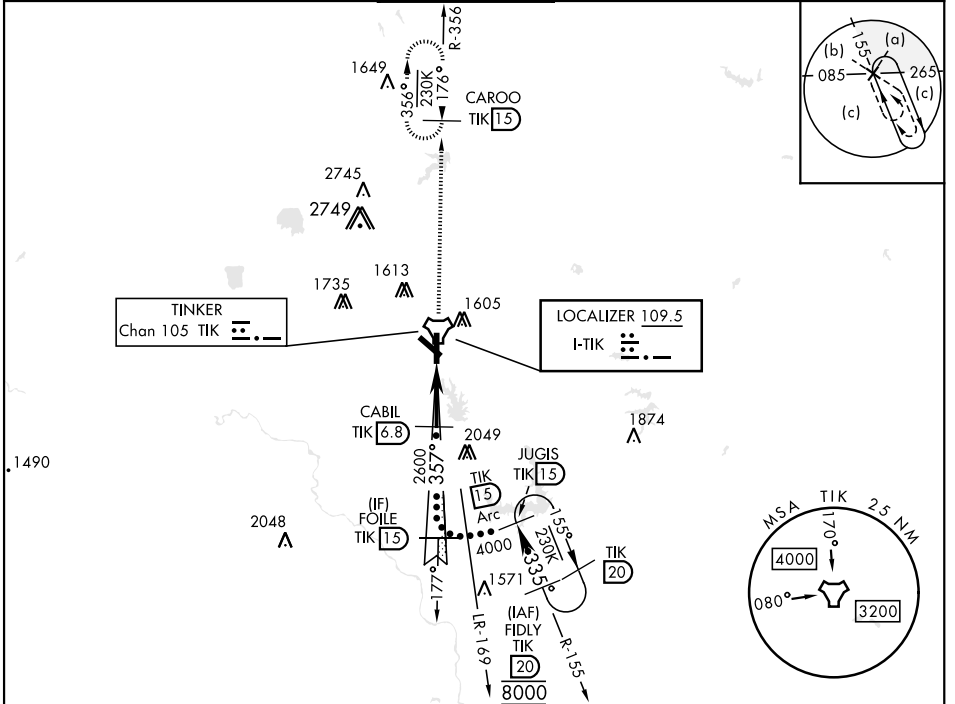 R-356
1649
356°
230K
176°
CAROO
TIK 15
155
(a)
(b)
085
265
(c)
(c)
2745
2749
1735
1613
1605
TINKER
Chan 105 TIK
LOCALIZER 109.5
I-TIK
CABIL
TIK 6.8
2049
1874
2600
357°
1490
JUGIS
TIK 15
TIK
15
Arc
(IF)
FOILE
TIK 15
4000
155°
230K
335°
TIK
20
2048
1571
177°
LR-169
(IAF)
FIDLY
TIK
20
8000
R-155
MSA TIK 25 NM
170°
4000
080°
3200